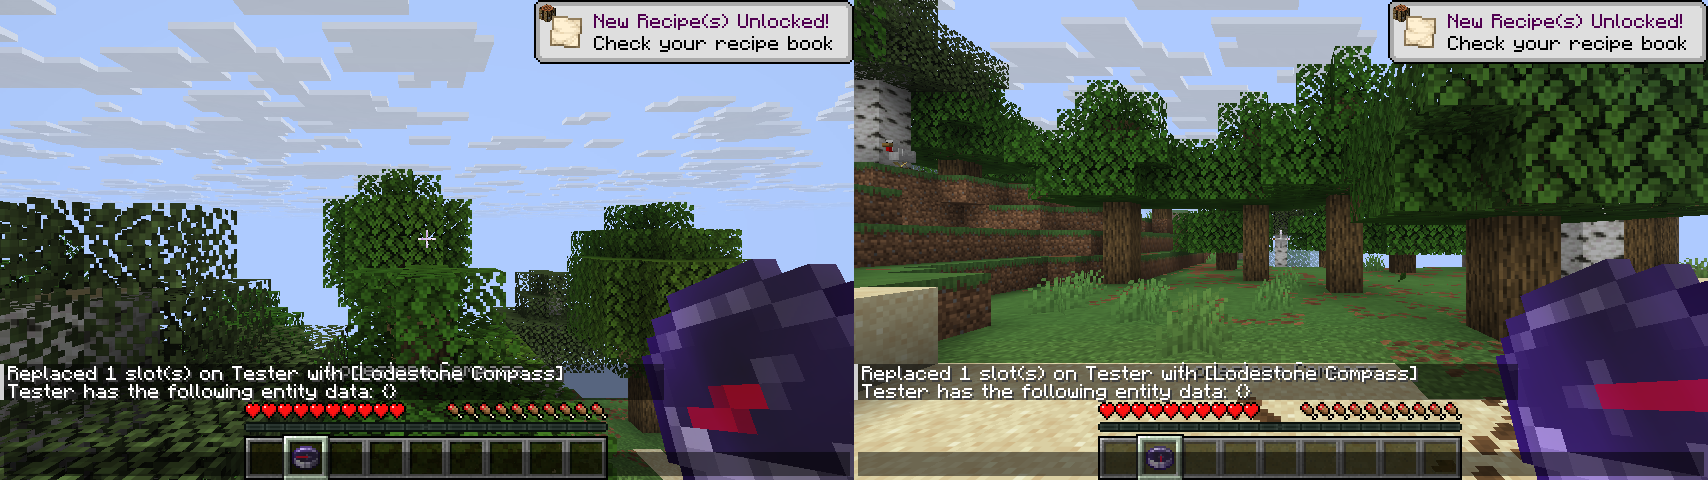 New Recipe(s) Unlocked!
Check your recipe book
Replaced 1 slot(s) on Tester with [Lodestone Compass]
Tester has the following entity data: {}
New Recipe(s) Unlocked!
Check your recipe book
Replaced 1 slot(s) on Tester with [Lodestone Compass]
Tester has the following entity data: {}